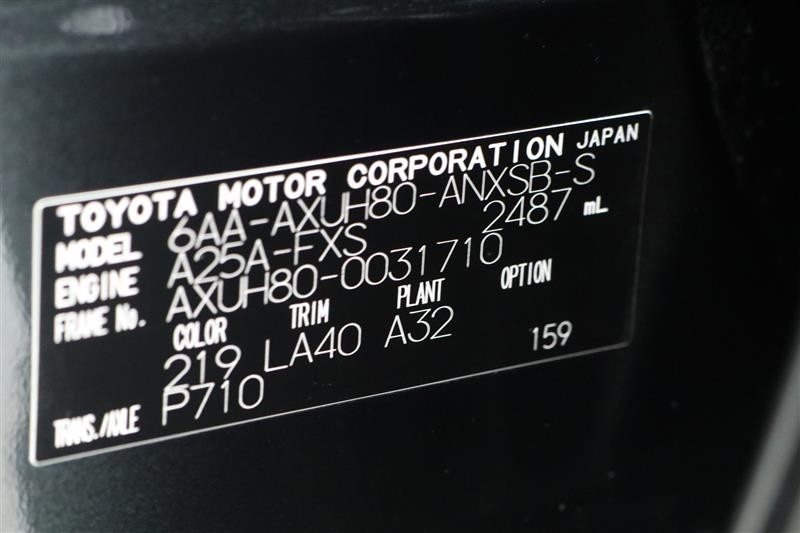 TOYOTA MOTOR CORPORATION JAPAN
MODEL 6AA-AXUH80-ANXSB-S
ENGINE A25A-FXS 2487 mL
FRAME No. AXUH80-0031710
COLOR TRIM PLANT OPTION
219 LA40 A32
TRANS./AXLE P710 159